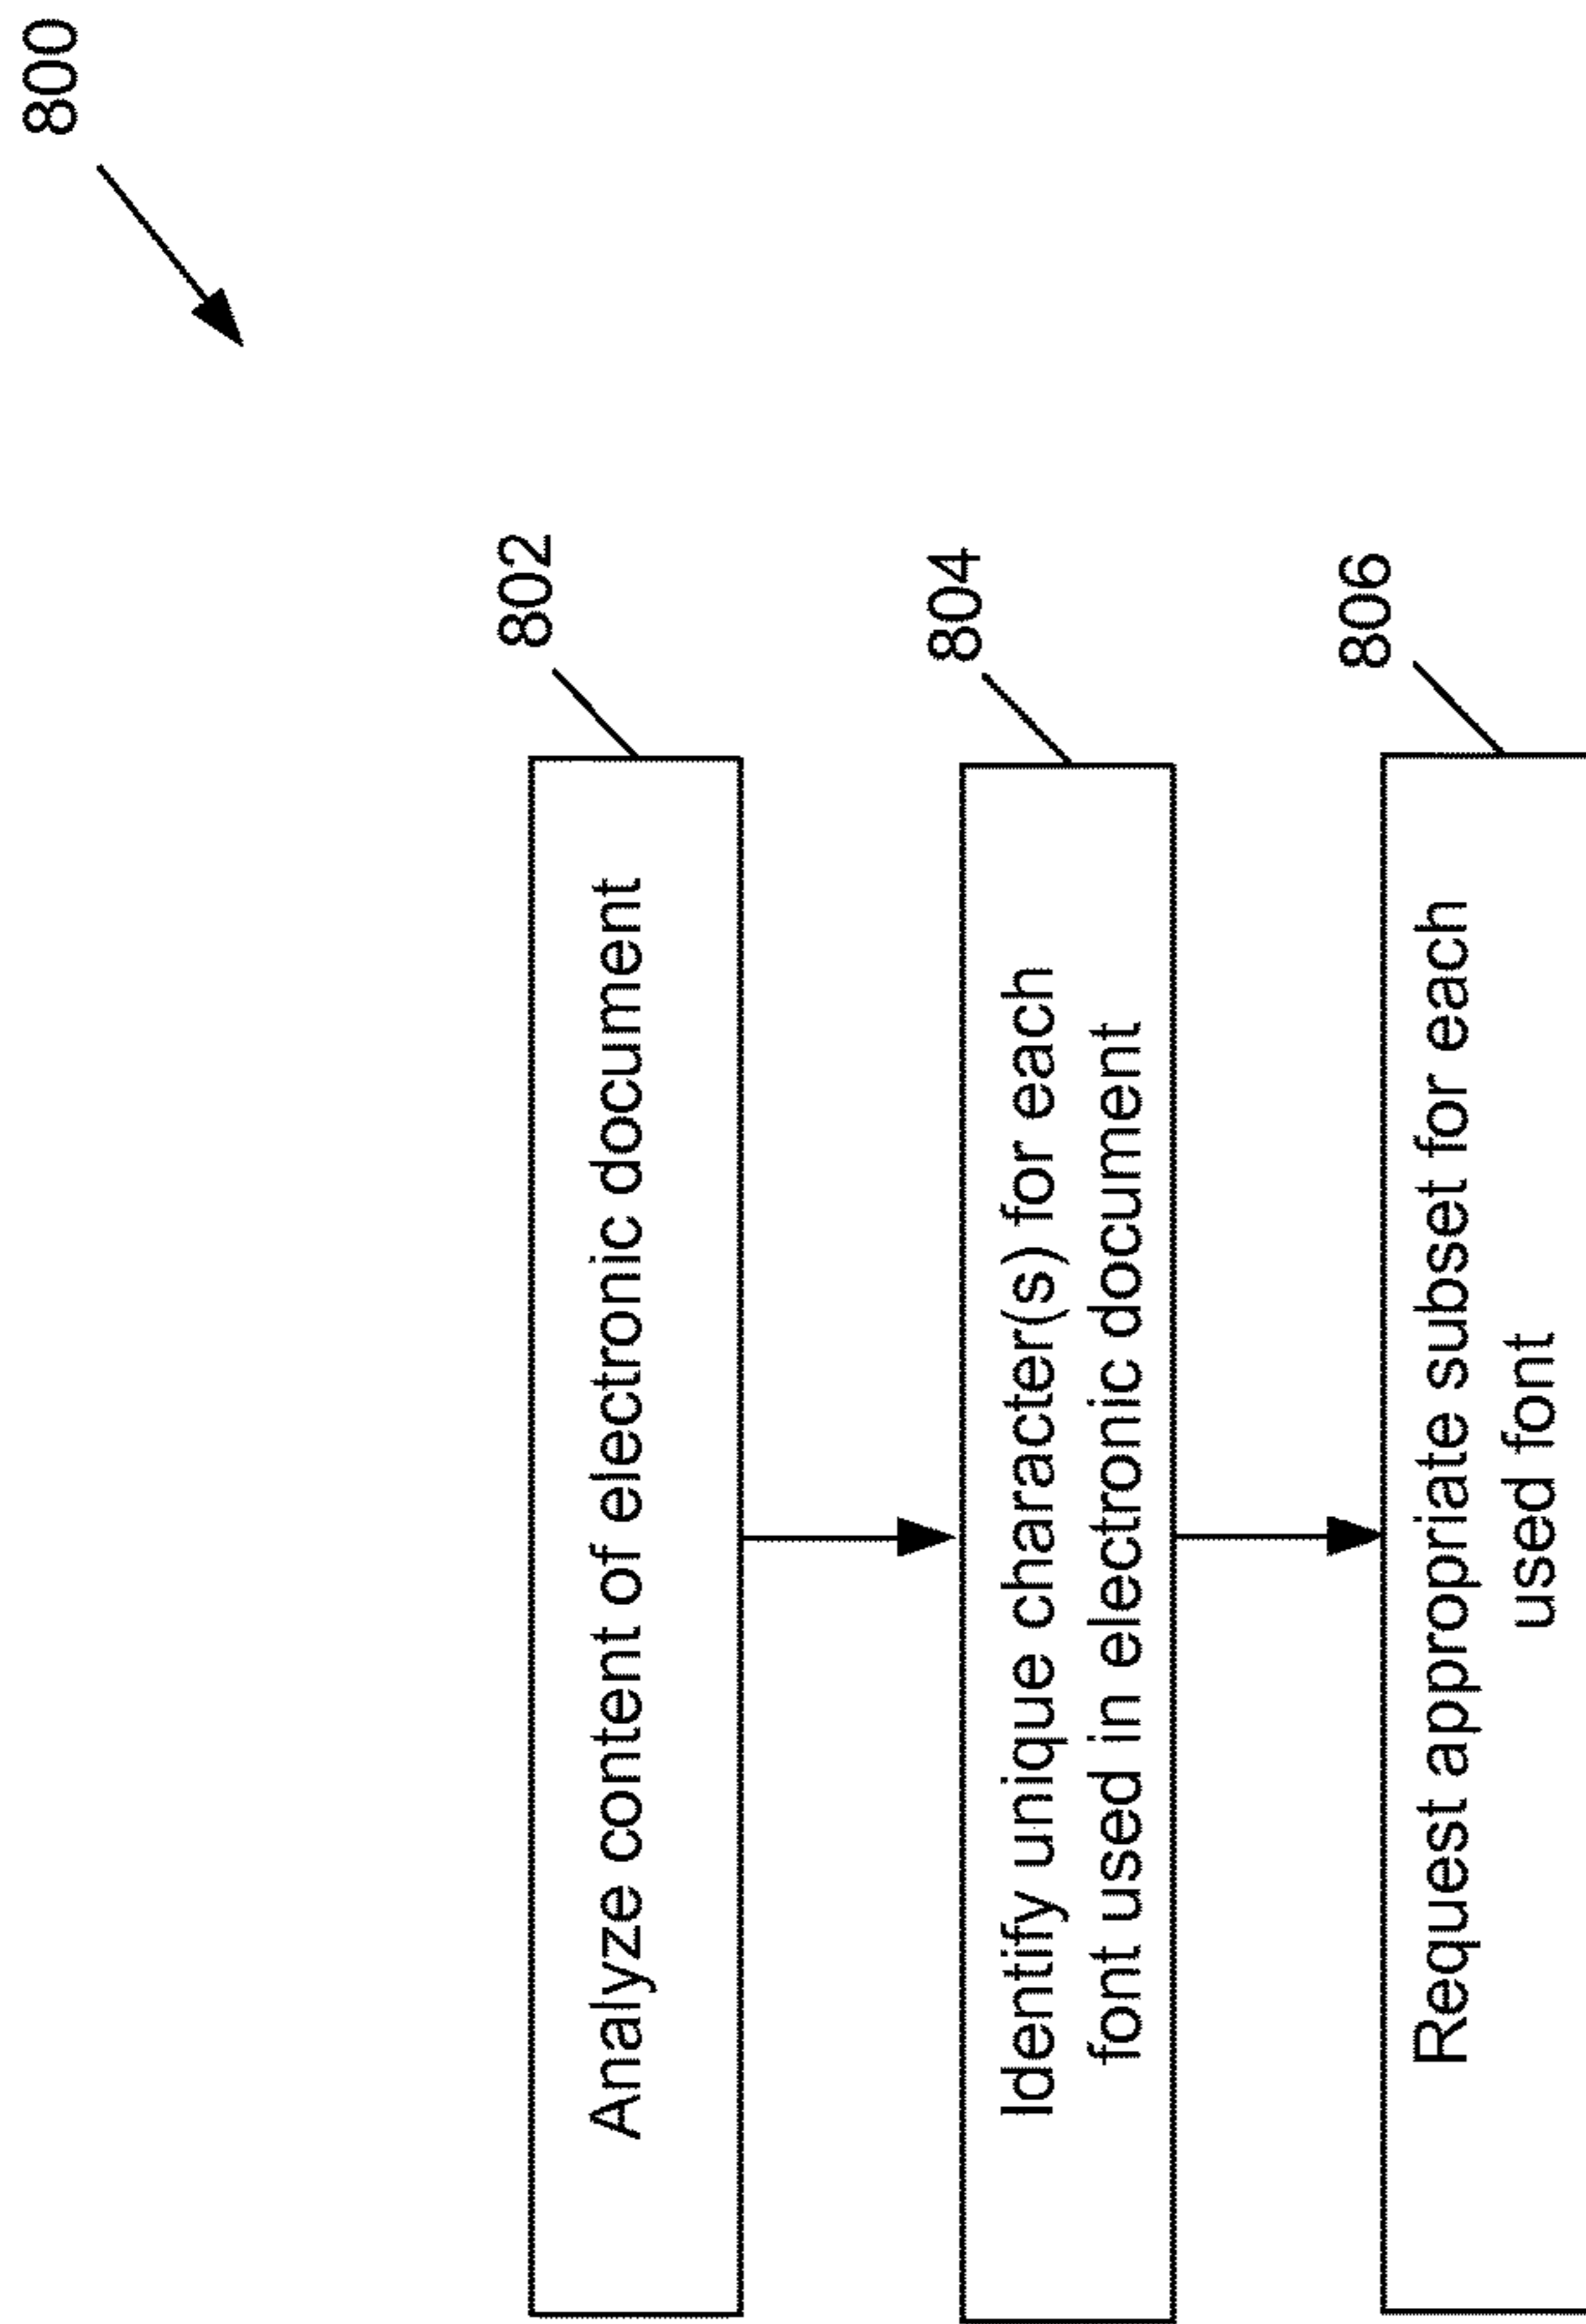 800
802
Analyze content of electronic document
804
Identify unique character(s) for each
font used in electronic document
806
Request appropriate subset for each
used font